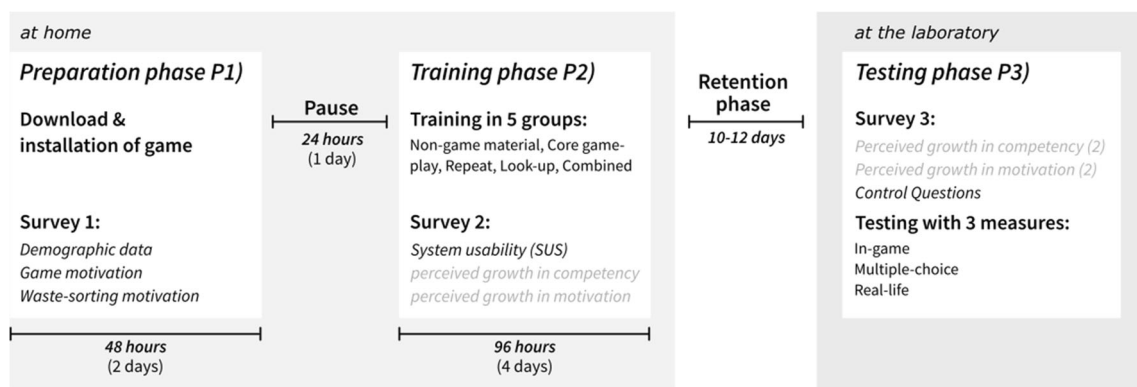 at home
Preparation phase P1)
Download &
installation of game
Survey 1:
Demographic data
Game motivation
Waste-sorting motivation
48 hours
(2 days)
Pause
24 hours
(1 day)
Training phase P2)
Training in 5 groups:
Non-game material, Core game-
play, Repeat, Look-up, Combined
Survey 2:
System usability (SUS)
perceived growth in competency
perceived growth in motivation
96 hours
(4 days)
Retention
phase
10-12 days
at the laboratory
Testing phase P3)
Survey 3:
Perceived growth in competency (2)
Perceived growth in motivation (2)
Control Questions
Testing with 3 measures:
In-game
Multiple-choice
Real-life